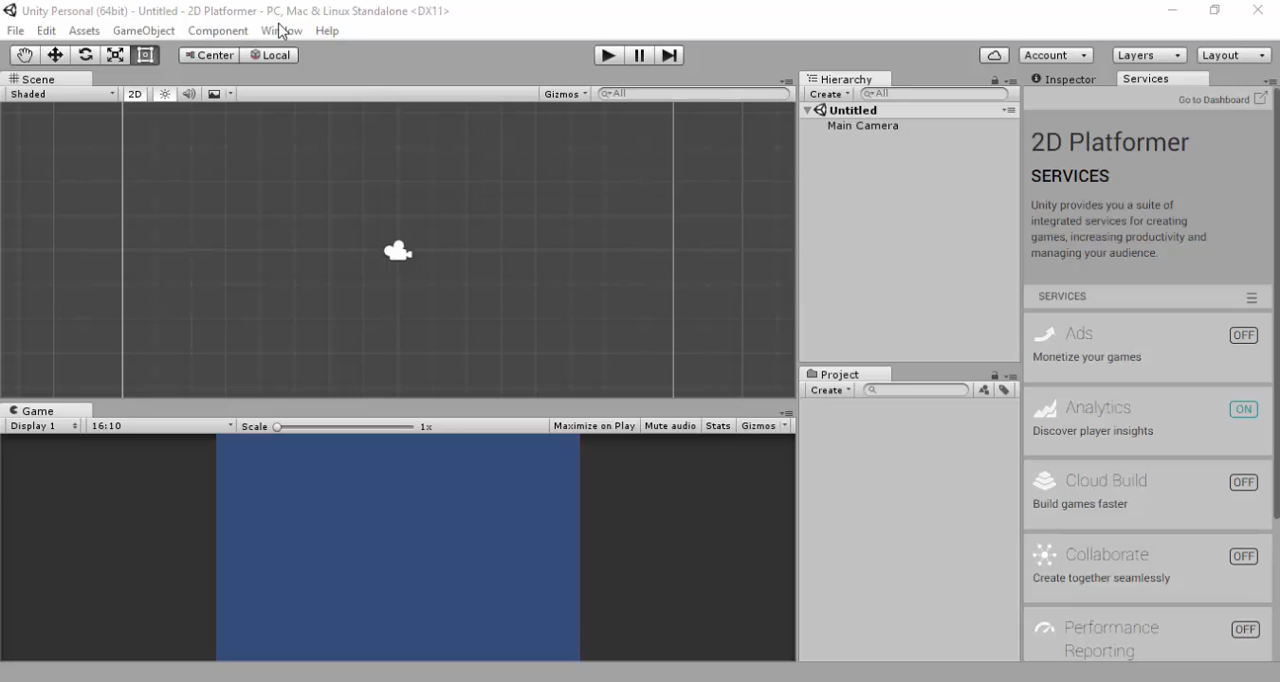 Unity Personal (64bit) - Untitled - 2D Platformer - PC, Mac & Linux Standalone <DX11>
File Edit Assets GameObject Component Window Help
Center Local Account Layers Layout
Scene
Shaded 2D Gizmos All
Hierarchy
Create All
Untitled
Main Camera
Inspector Services
Go to Dashboard
2D Platformer
SERVICES
Unity provides you a suite of
integrated services for creating
games, increasing productivity and
managing your audience.
SERVICES
Ads OFF
Monetize your games
Analytics ON
Discover player insights
Cloud Build OFF
Build games faster
Collaborate OFF
Create together seamlessly
Performance
Reporting OFF
Project
Create
Game
Display 1 16:10 Scale 1x Maximize on Play Mute audio Stats Gizmos